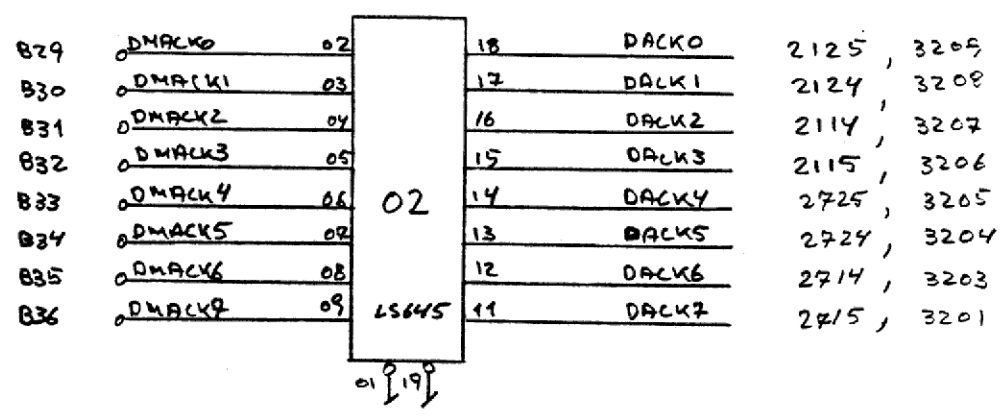 B29 DMACK0 02 18 DACK0 2125 , 3209
B30 DMACK1 03 17 DACK1 2124 , 3208
B31 DMACK2 04 16 DACK2 2114 , 3207
B32 DMACK3 05 15 DACK3 2115 , 3206
B33 DMACK4 06 02 14 DACK4 2725 , 3205
B34 DMACK5 07 13 DACK5 2724 , 3204
B35 DMACK6 08 12 DACK6 2714 , 3203
B36 DMACK7 09 LS645 11 DACK7 2715 , 3201
01 19